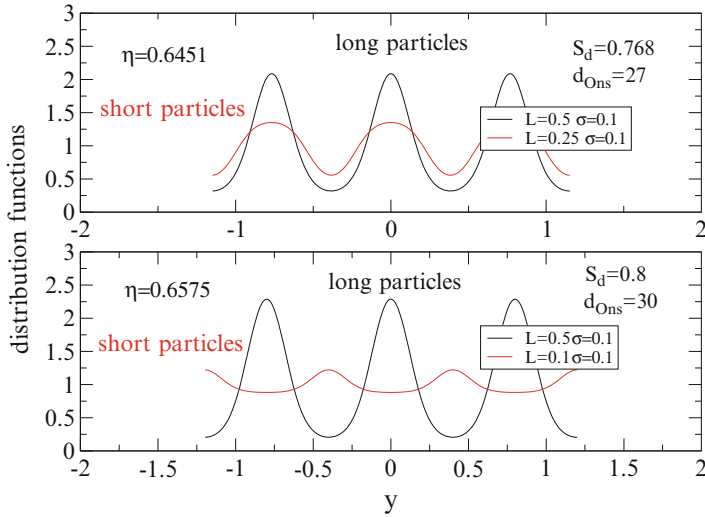 distribution functions
3
2.5
2
1.5
1
0.5
0
η=0.6451
long particles
S_d=0.768
d_Ons=27
short particles
L=0.5 σ=0.1
L=0.25 σ=0.1
-2
-1
0
1
2
3
2.5
2
1.5
1
0.5
0
η=0.6575
long particles
S_d=0.8
d_Ons=30
short particles
L=0.5σ=0.1
L=0.1σ=0.1
-2
-1.5
-1
-0.5
0
0.5
1
1.5
2
y